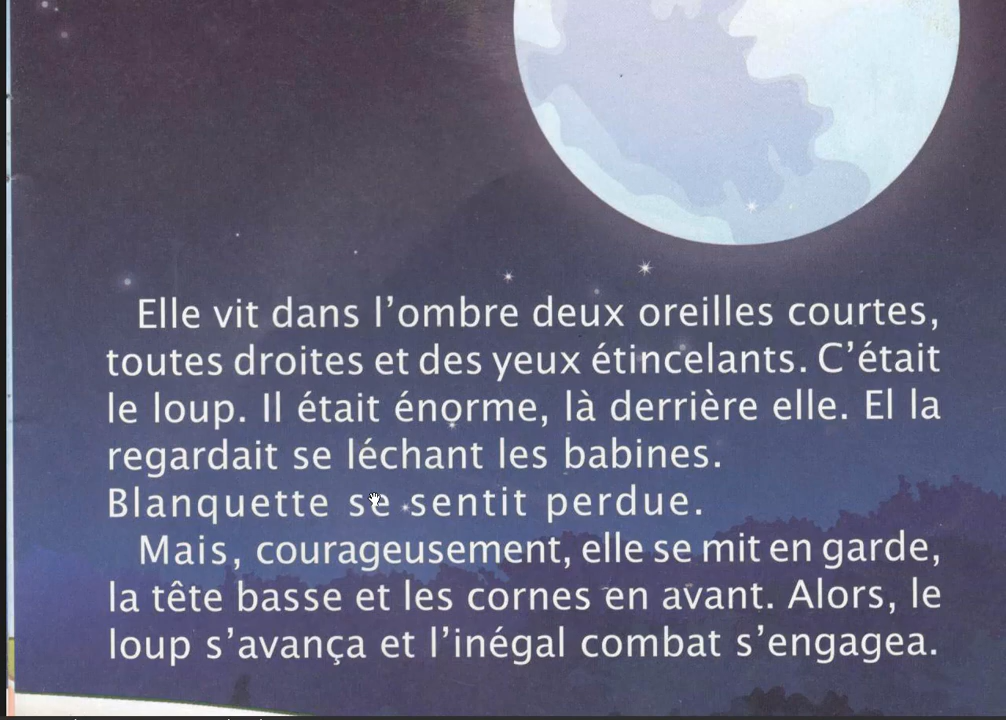 Elle vit dans l’ombre deux oreilles courtes,
toutes droites et des yeux étincelants. C’était
le loup. Il était énorme, là derrière elle. El la
regardait se léchant les babines.
Blanquette se sentit perdue.
Mais, courageusement, elle se mit en garde,
la tête basse et les cornes en avant. Alors, le
loup s’avança et l’inégal combat s’engagea.